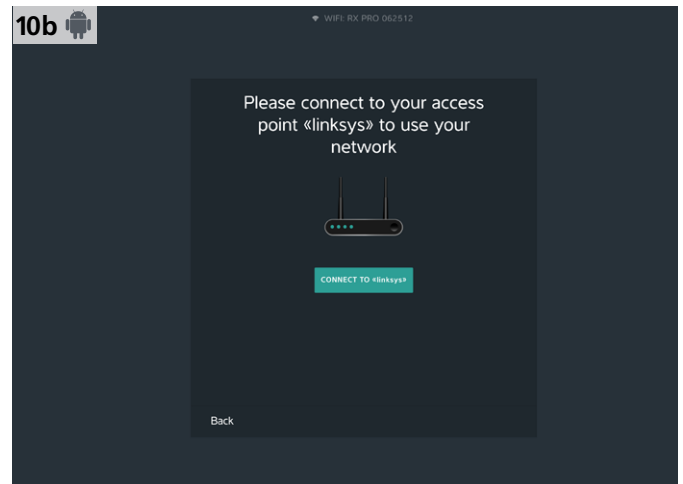 10b
WIFI: RX PRO 062512
Please connect to your access
point «linksys» to use your
network
CONNECT TO «linksys»
Back